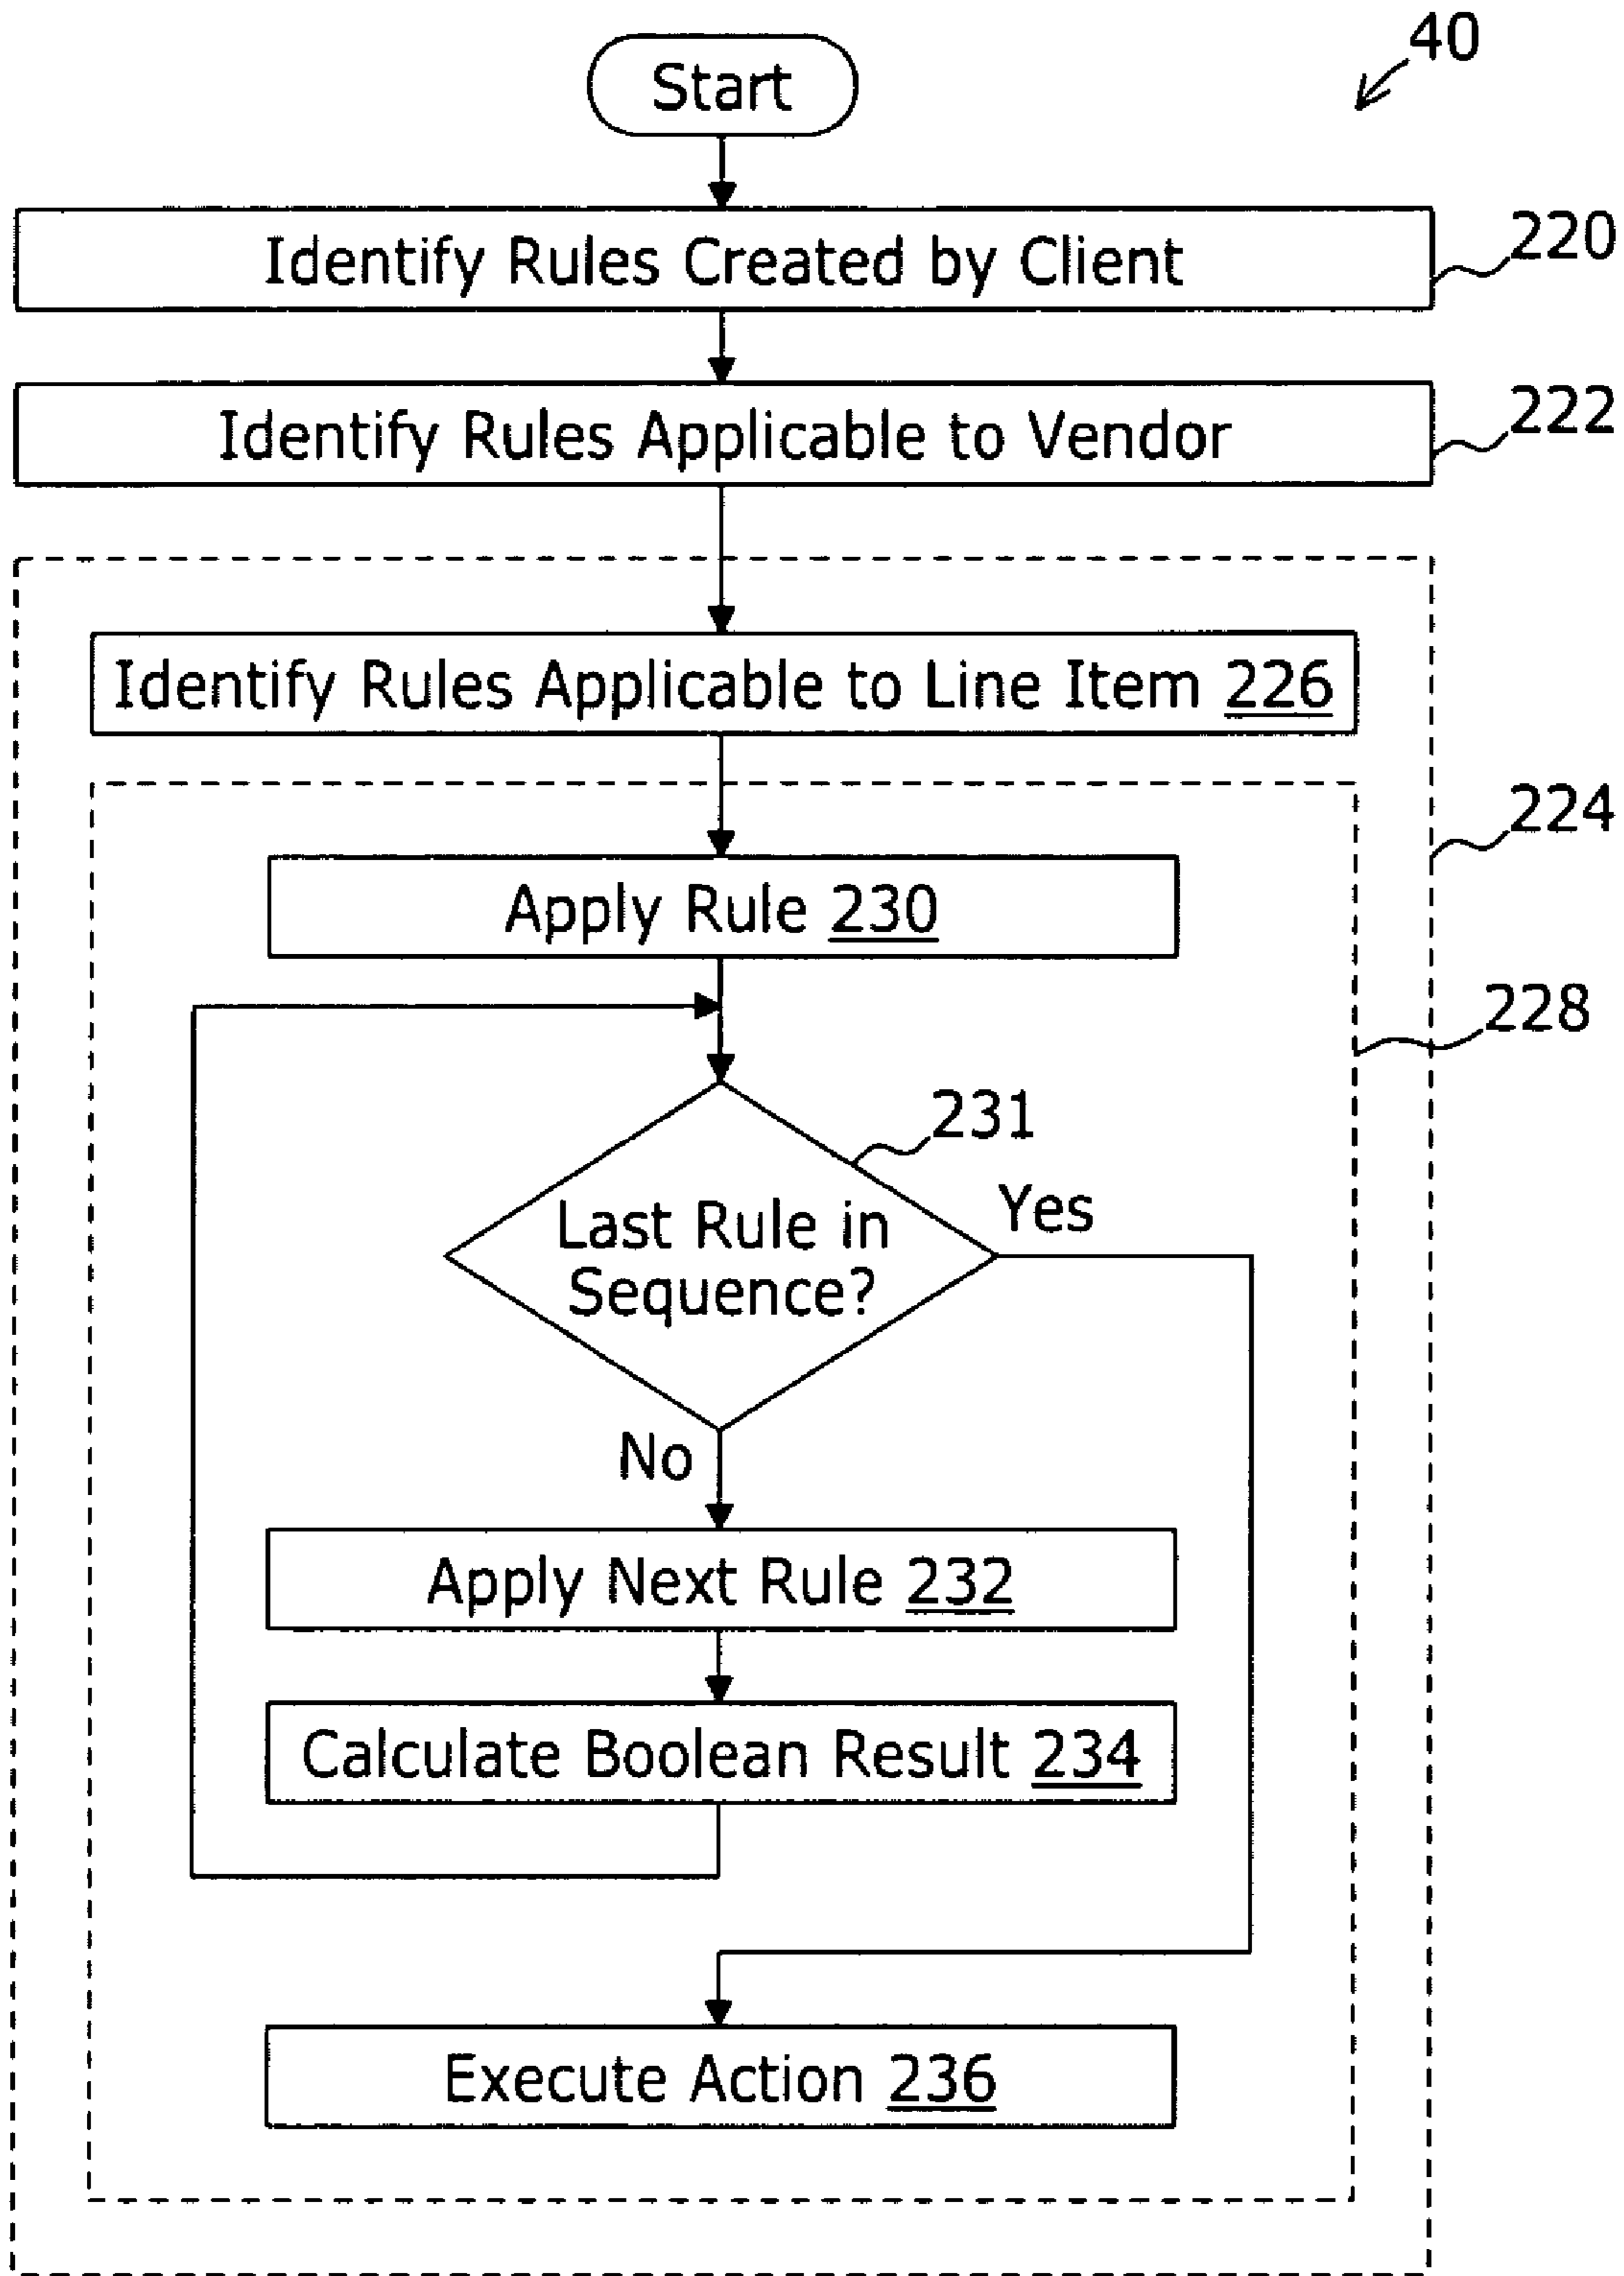 40
Start
Identify Rules Created by Client
220
Identify Rules Applicable to Vendor
222
Identify Rules Applicable to Line Item 226
224
Apply Rule 230
228
231
Last Rule in
Sequence?
Yes
No
Apply Next Rule 232
Calculate Boolean Result 234
Execute Action 236